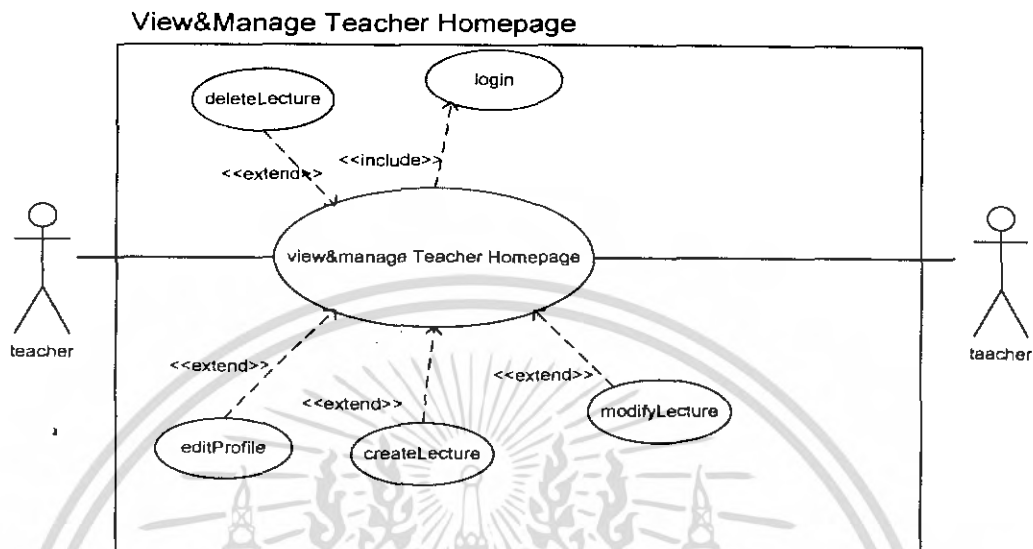 View&Manage Teacher Homepage
deleteLecture
login
<<extend>>
<<include>>
view&manage Teacher Homepage
teacher
taacher
<<extend>>
<<extend>>
<<extend>>
editProfile
createLecture
modifyLecture